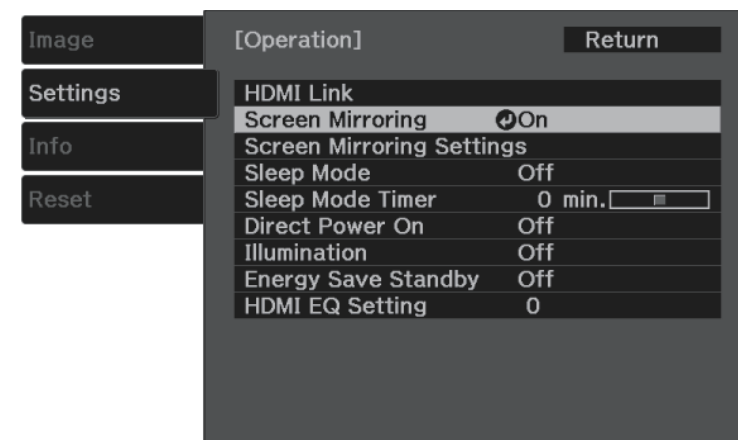 Image
Settings
Info
Reset
[Operation]
Return
HDMI Link
Screen Mirroring On
Screen Mirroring Settings
Sleep Mode Off
Sleep Mode Timer 0 min.
Direct Power On Off
Illumination Off
Energy Save Standby Off
HDMI EQ Setting 0